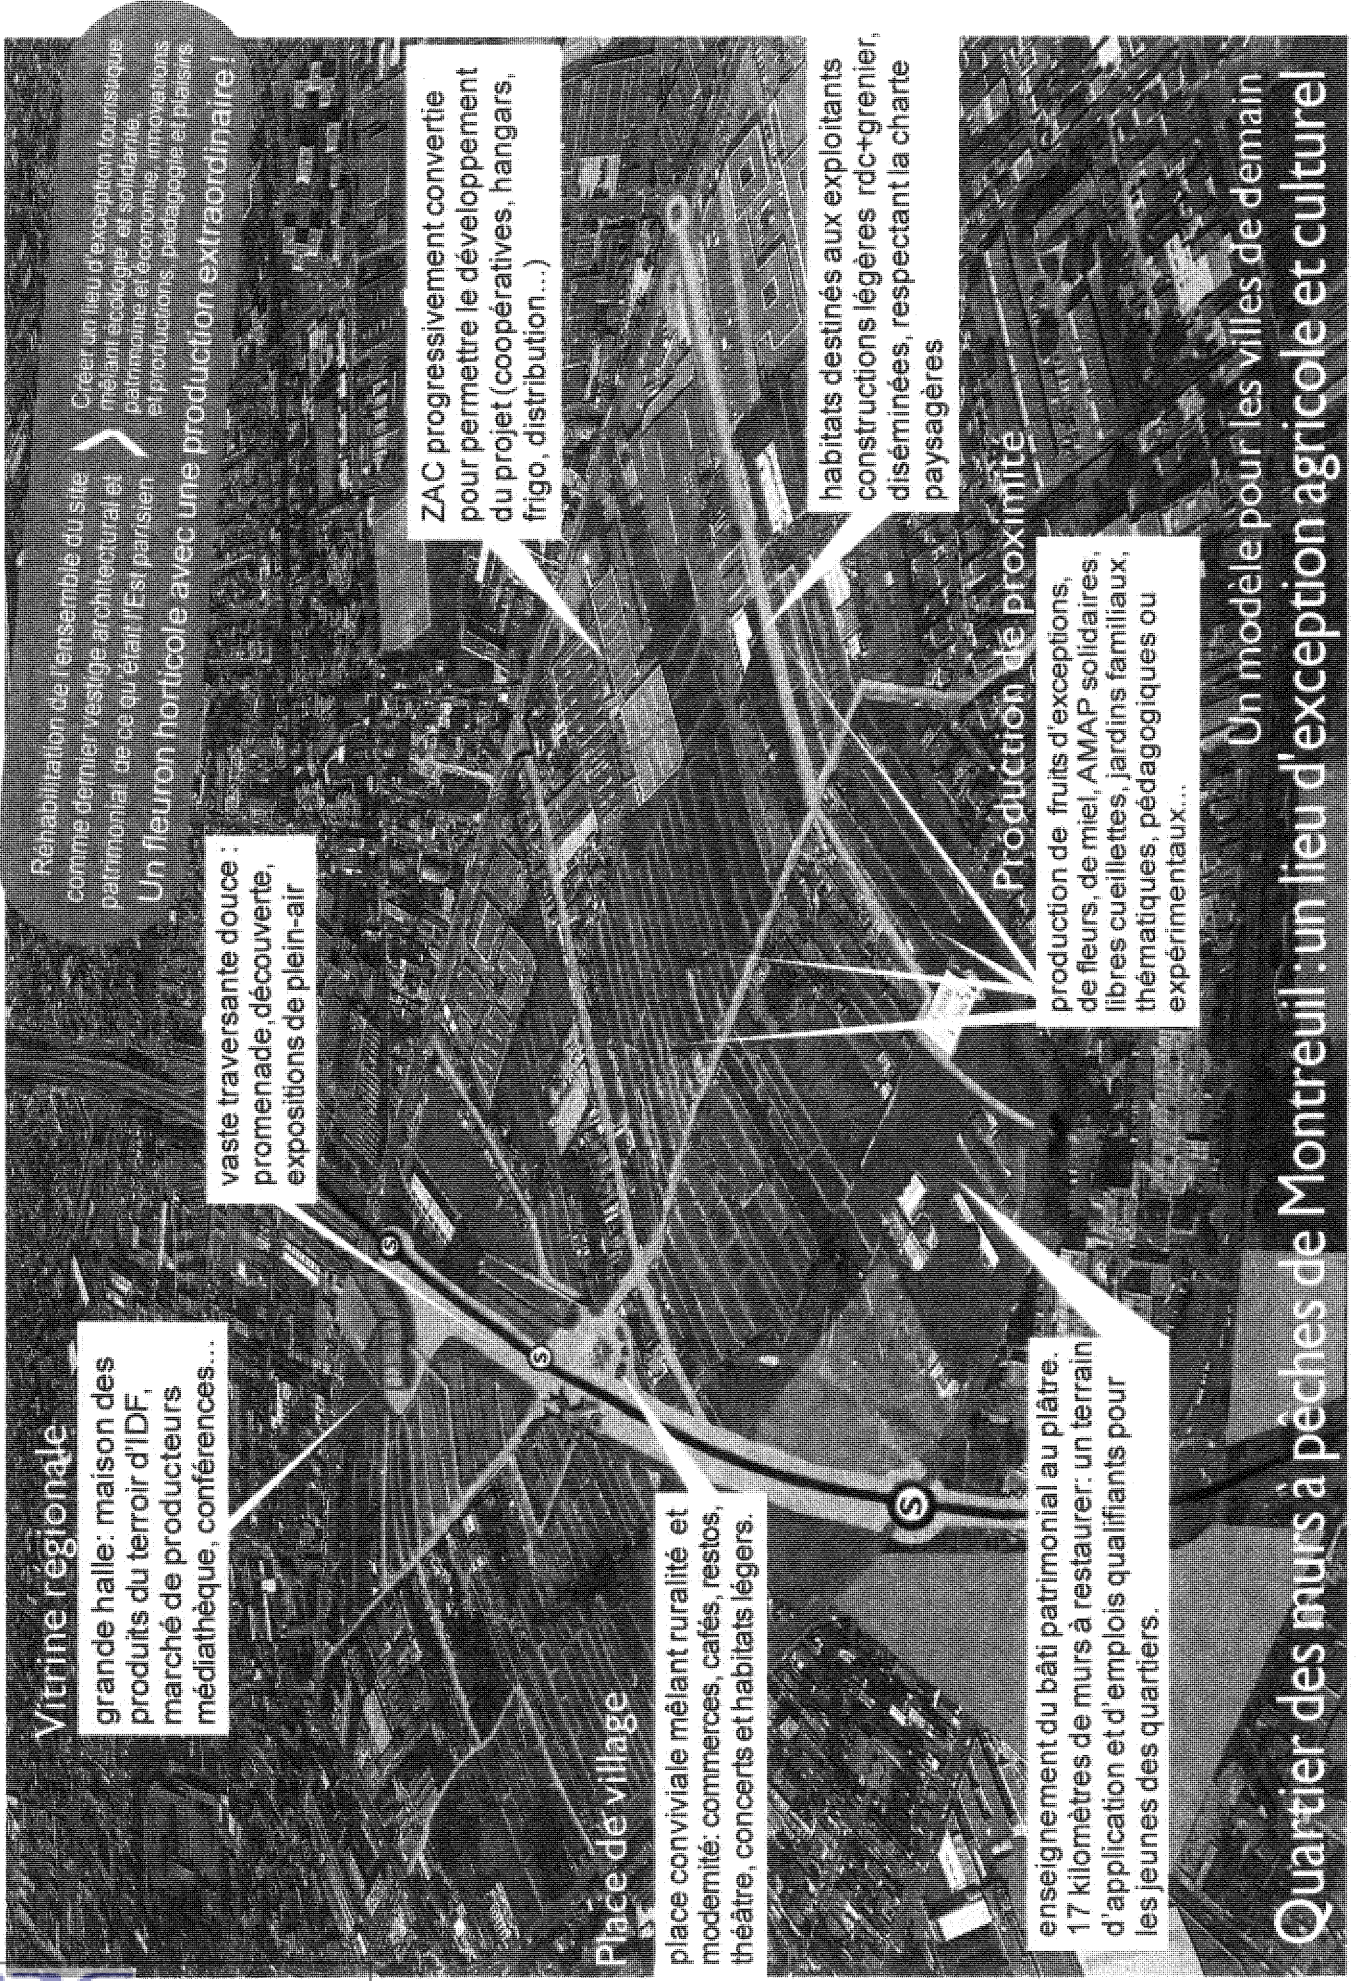 Réhabilitation de l'ensemble du site
comme dernier vestige architectural et
patrimonial de ce qu'était l'Est parisien
Créer un lieu d'exception touristique
mêlant écologie et solidarité,
patrimoine et économie, innovations
et productions, pédagogie et plaisirs.
Un fleuron horticole avec une production extraordinaire !
Vitrine régionale
grande halle: maison des
produits du terroir d'IDF,
marché de producteurs
médiathèque, conférences...
vaste traversante douce :
promenade, découverte,
expositions de plein-air
ZAC progressivement convertie
pour permettre le développement
du projet (coopératives, hangars,
frigo, distribution...)
Place de village
place conviviale mêlant ruralité et
modernité: commerces, cafés, restos,
théâtre, concerts et habitats légers.
habitats destinés aux exploitants
constructions légères rdc+grenier,
disséminées, respectant la charte
paysagères
Production de proximité
production de fruits d'exceptions,
de fleurs, de miel, AMAP solidaires,
libres cueillettes, jardins familiaux,
thématiques, pédagogiques ou
expérimentaux...
enseignement du bâti patrimonial au plâtre.
17 kilomètres de murs à restaurer: un terrain
d'application et d'emplois qualifiants pour
les jeunes des quartiers.
S
S
S
Un modèle pour les villes de demain
Quartier des murs à pêches de Montreuil : un lieu d'exception agricole et culturel